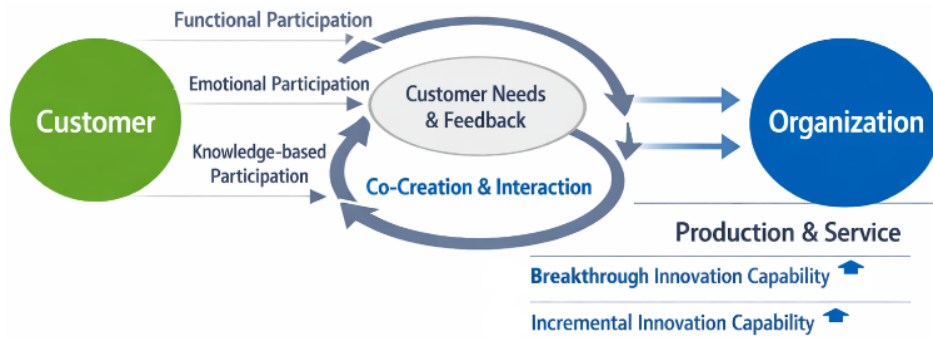 Functional Participation
Customer
Emotional Participation
Knowledge-based
Participation
Customer Needs
& Feedback
Co-Creation & Interaction
Organization
Production & Service
Breakthrough Innovation Capability
Incremental Innovation Capability